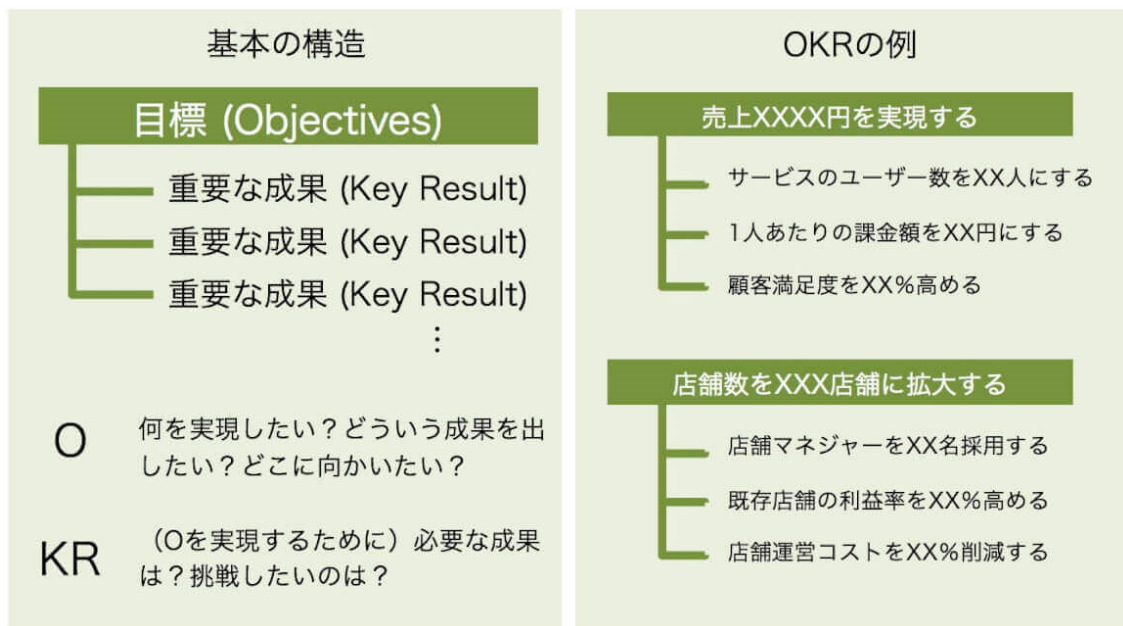 基本の構造
目標 (Objectives)
重要な成果 (Key Result)
重要な成果 (Key Result)
重要な成果 (Key Result)
⋮
O
何を実現したい？どういう成果を出
したい？どこに向かいたい？
KR
（Oを実現するために）必要な成果
は？挑戦したいのは？
OKRの例
売上XXXX円を実現する
サービスのユーザー数をXX人にする
1人あたりの課金額をXX円にする
顧客満足度をXX％高める
店舗数をXXX店舗に拡大する
店舗マネジャーをXX名採用する
既存店舗の利益率をXX％高める
店舗運営コストをXX％削減する